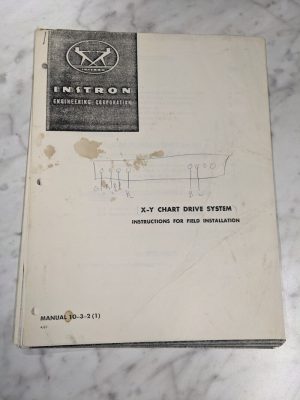 INSTRON
ENGINEERING CORPORATION
X-Y CHART DRIVE SYSTEM
INSTRUCTIONS FOR FIELD INSTALLATION
MANUAL 10-3-2 (1)